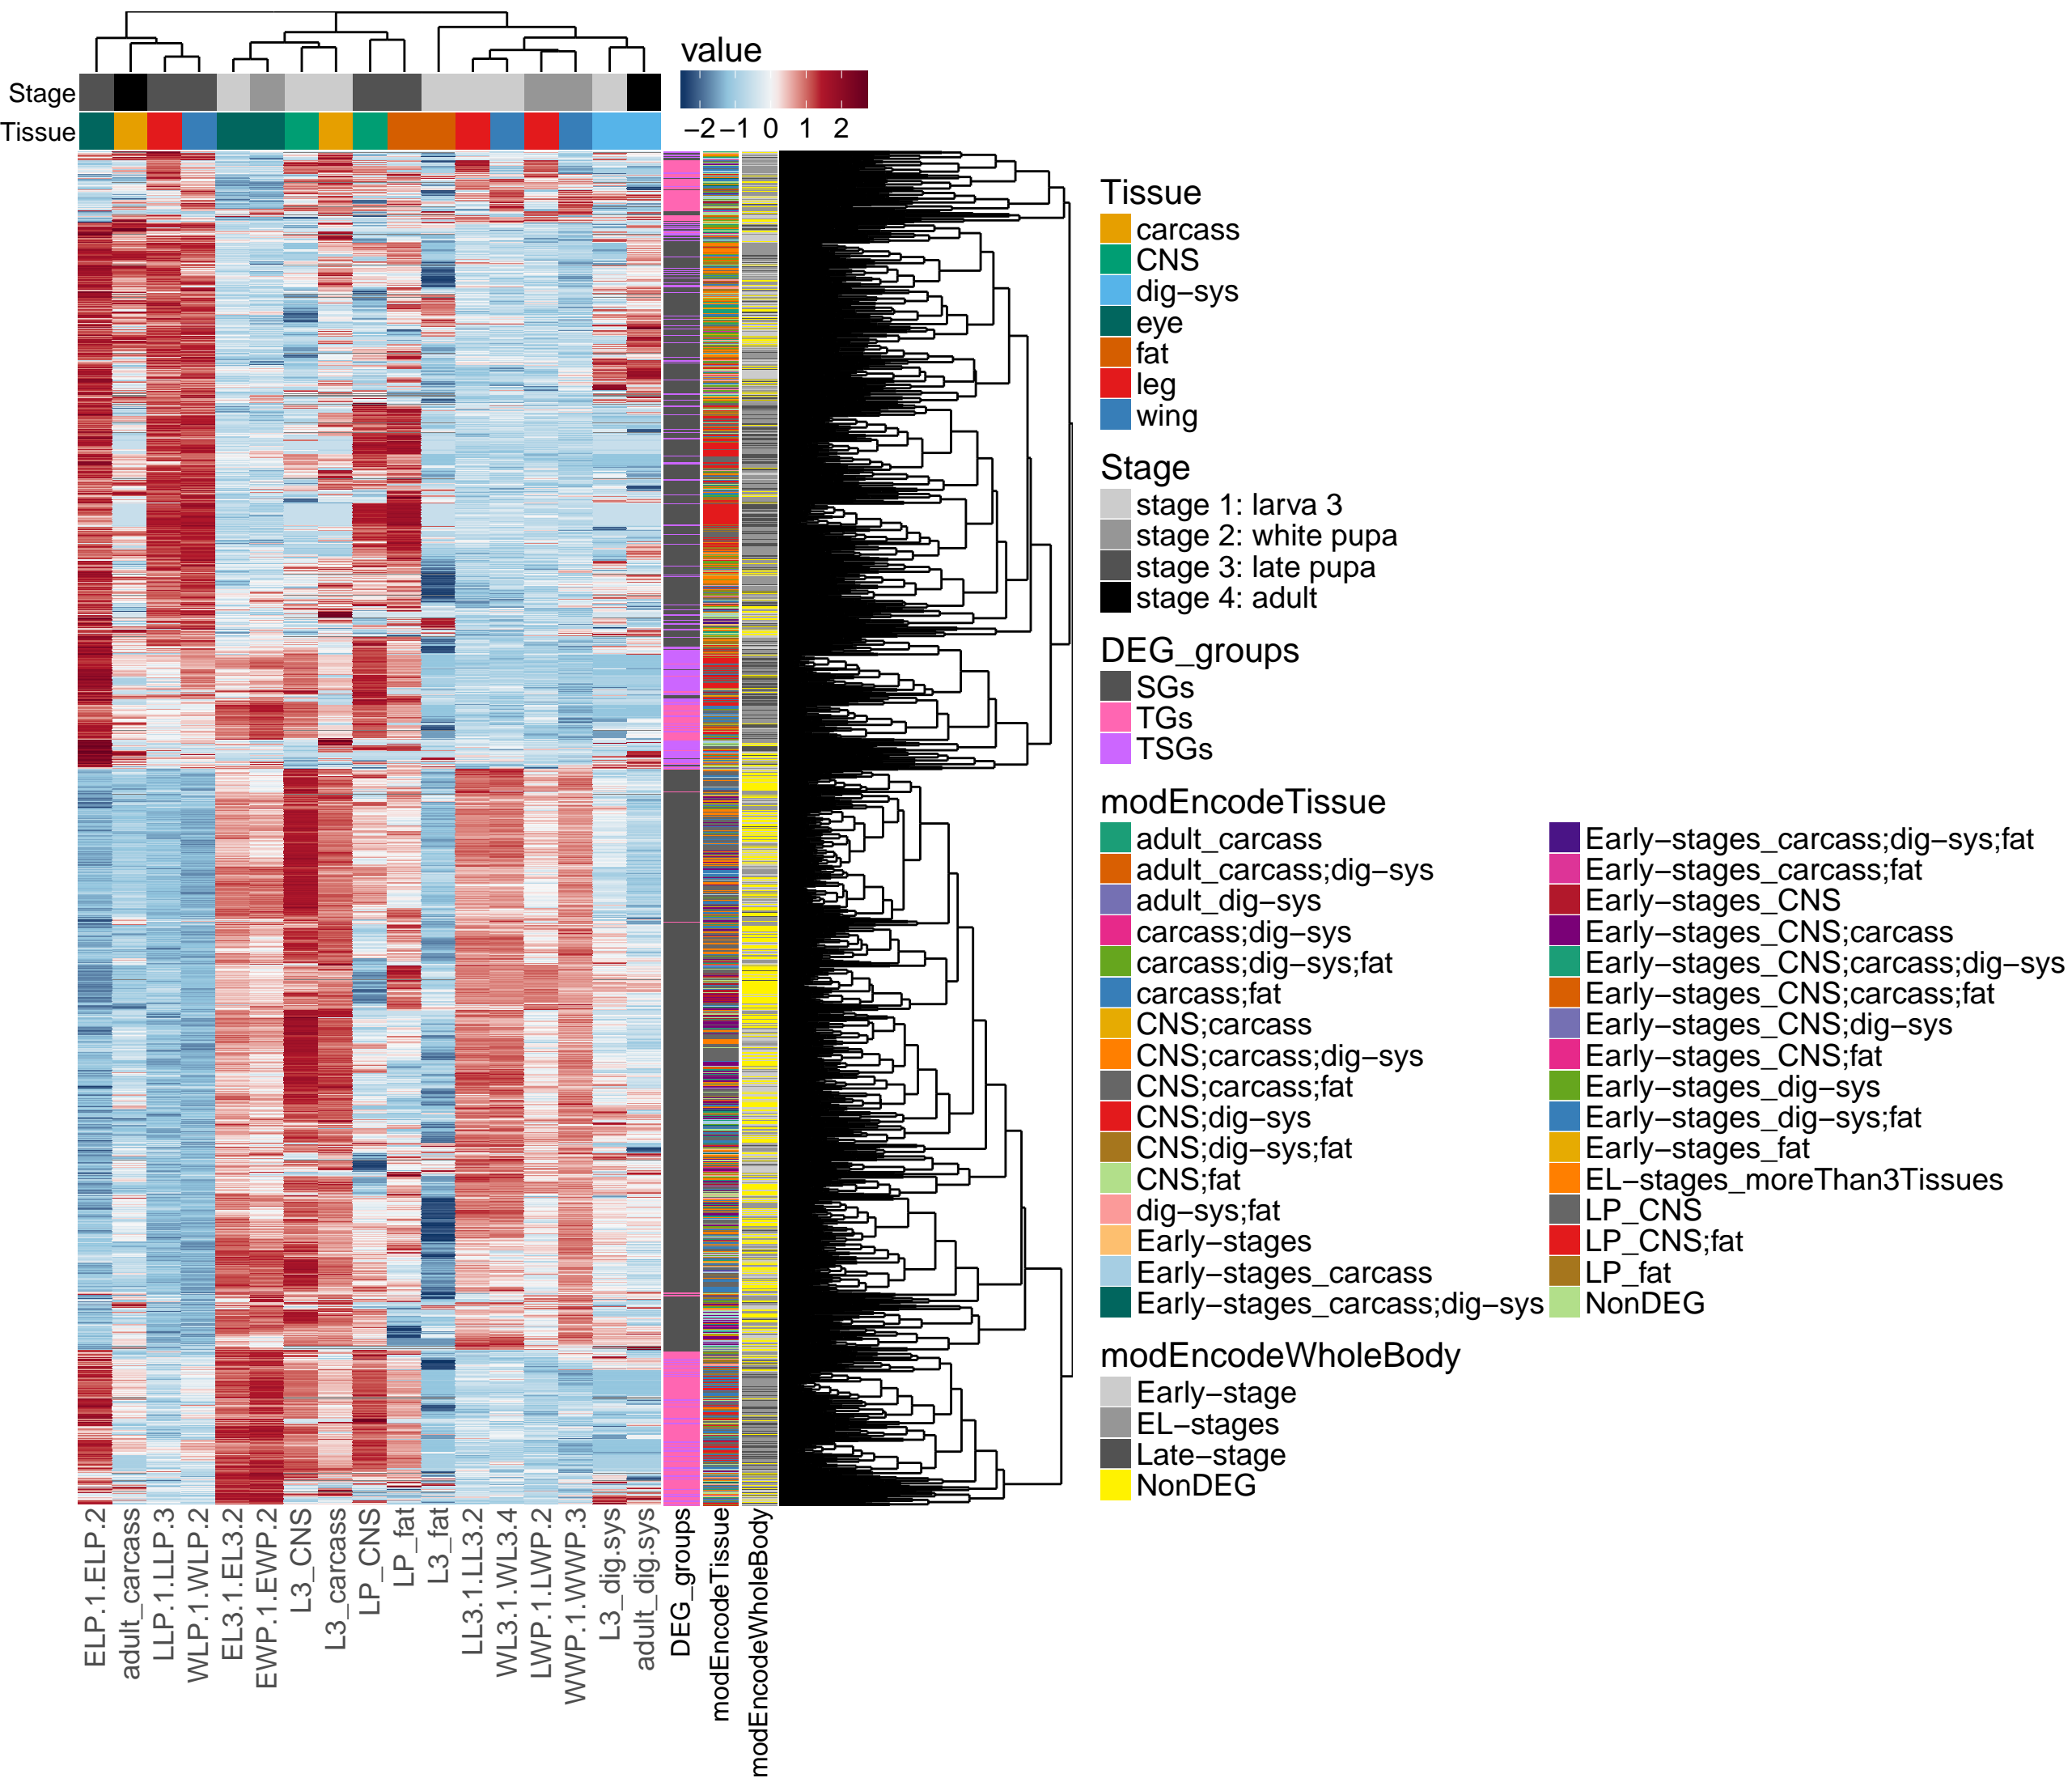 value
−2 −1 0 1 2
Stage
Tissue
Tissue
carcass
CNS
dig−sys
eye
fat
leg
wing
Stage
stage 1: larva 3
stage 2: white pupa
stage 3: late pupa
stage 4: adult
DEG_groups
SGs
TGs
TSGs
modEncodeTissue
adult_carcass
adult_carcass;dig−sys
adult_dig−sys
carcass;dig−sys
carcass;dig−sys;fat
carcass;fat
CNS;carcass
CNS;carcass;dig−sys
CNS;carcass;fat
CNS;dig−sys
CNS;dig−sys;fat
CNS;fat
dig−sys;fat
Early−stages
Early−stages_carcass
Early−stages_carcass;dig−sys
Early−stages_carcass;dig−sys;fat
Early−stages_carcass;fat
Early−stages_CNS
Early−stages_CNS;carcass
Early−stages_CNS;carcass;dig−sys
Early−stages_CNS;carcass;fat
Early−stages_CNS;dig−sys
Early−stages_CNS;fat
Early−stages_dig−sys
Early−stages_dig−sys;fat
Early−stages_fat
EL−stages_moreThan3Tissues
LP_CNS
LP_CNS;fat
LP_fat
NonDEG
modEncodeWholeBody
Early−stage
EL−stages
Late−stage
NonDEG
ELP.1.ELP.2
adult_carcass
LLP.1.LLP.3
WLP.1.WLP.2
EL3.1.EL3.2
EWP.1.EWP.2
L3_CNS
L3_carcass
LP_CNS
LP_fat
L3_fat
LL3.1.LL3.2
WL3.1.WL3.4
LWP.1.LWP.2
WWP.1.WWP.3
L3_dig.sys
adult_dig.sys
DEG_groups
modEncodeTissue
modEncodeWholeBody